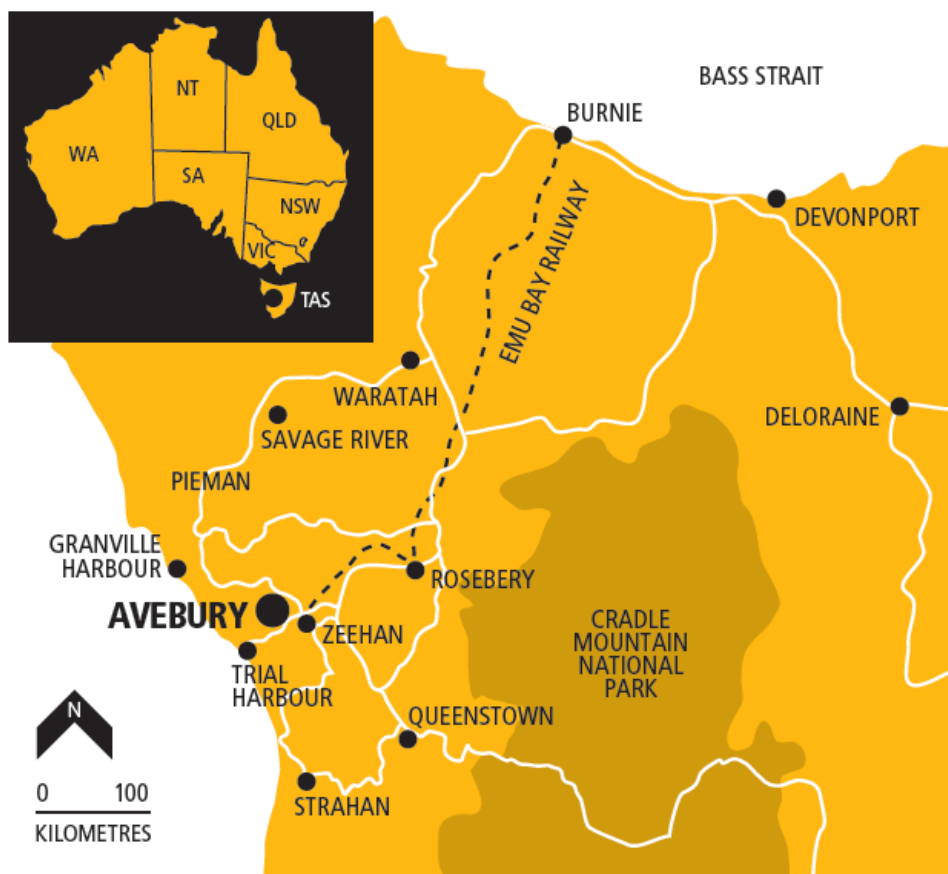 NT
QLD
WA
SA
NSW
VIC
TAS
BASS STRAIT
BURNIE
DEVONPORT
EMU BAY RAILWAY
WARATAH
DELORAINE
SAVAGE RIVER
PIEMAN
GRANVILLE
HARBOUR
ROSEBERY
AVEBURY
ZEEHAN
CRADLE
MOUNTAIN
NATIONAL
PARK
TRIAL
HARBOUR
N
QUEENSTOWN
0 100
KILOMETRES
STRAHAN